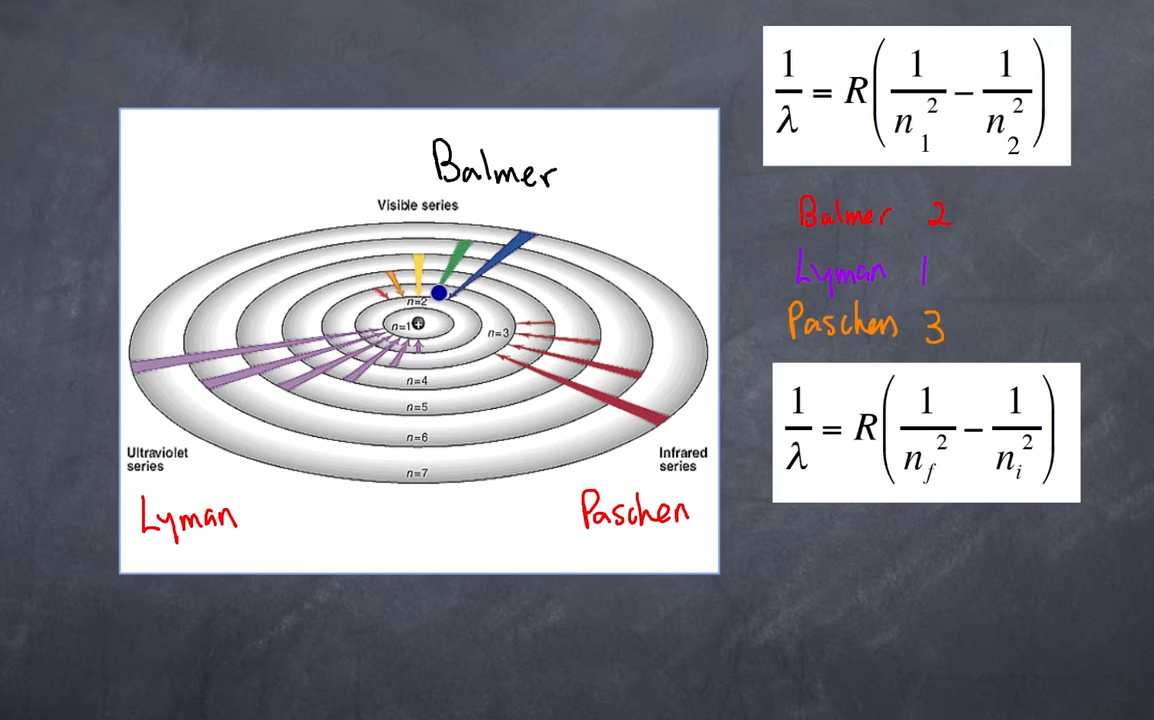 Balmer
Visible series
n=2
n=1
n=3
n=4
n=5
n=6
n=7
Ultraviolet
series
Infrared
series
Lyman
Paschen
1/λ = R(1/n₁² − 1/n₂²)
Balmer 2
Lyman 1
Paschen 3
1/λ = R(1/n_f² − 1/n_i²)